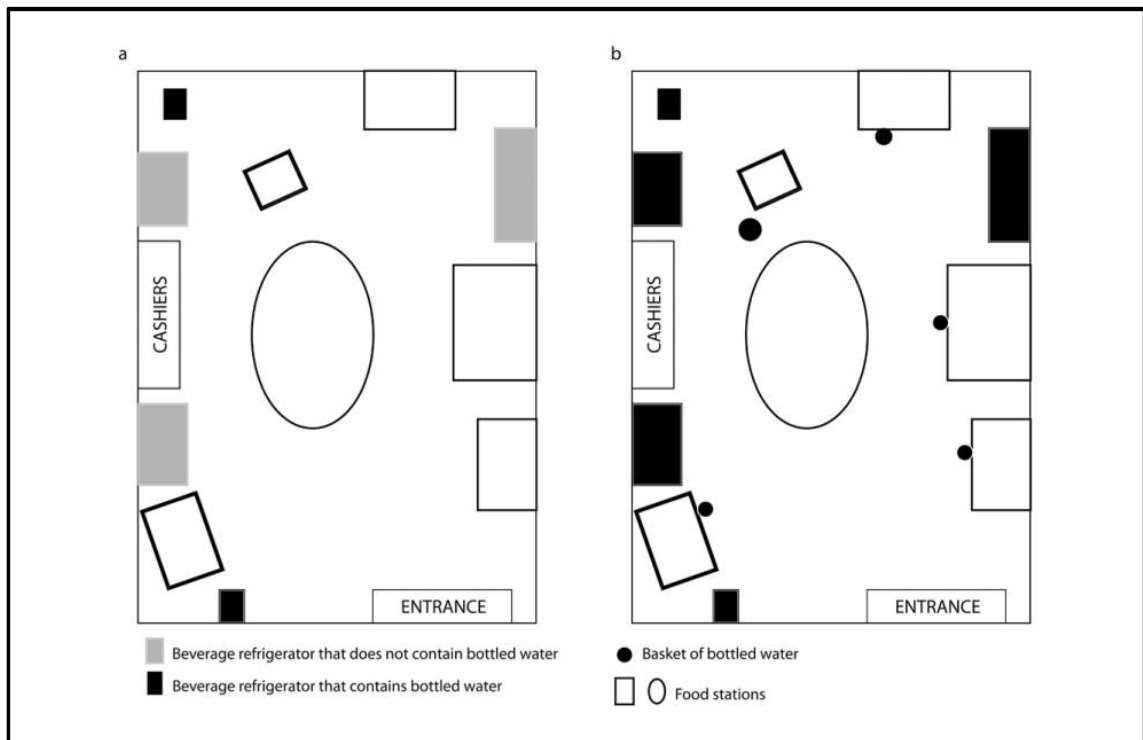 a
b
CASHIERS
CASHIERS
ENTRANCE
ENTRANCE
Beverage refrigerator that does not contain bottled water
Beverage refrigerator that contains bottled water
Basket of bottled water
Food stations